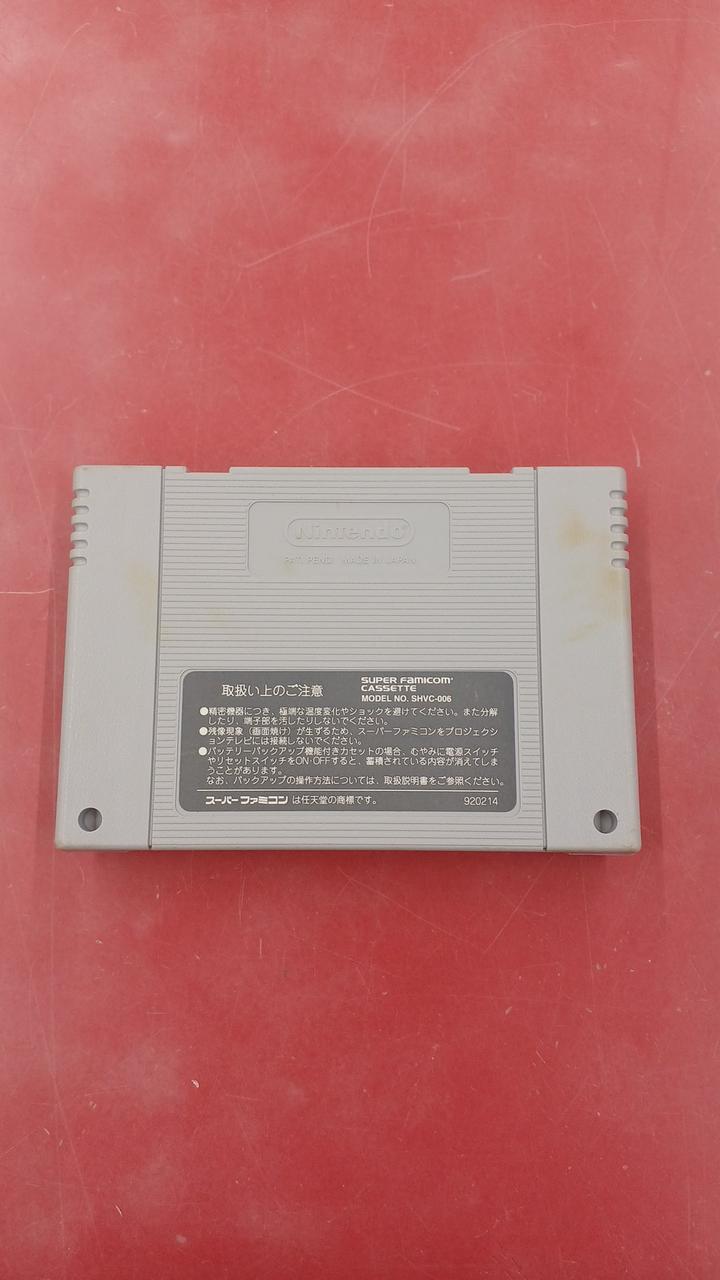 Nintendo
PAT. PEND. MADE IN JAPAN
取扱い上のご注意
SUPER FAMICOM
CASSETTE
MODEL NO. SHVC-006
●精密機器につき、極端な温度変化やショックを避けてください。また分解
したり、端子部を汚したりしないでください。
●残像現象（画面焼け）が生ずるため、スーパーファミコンをプロジェクシ
ョンテレビには接続しないでください。
●バッテリーバックアップ機能付きカセットの場合、むやみに電源スイッチ
やリセットスイッチをON・OFFすると、蓄積されている内容が消えてしま
うことがあります。
なお、バックアップの操作方法については、取扱説明書をご参照ください。
スーパーファミコン は任天堂の商標です。
920214